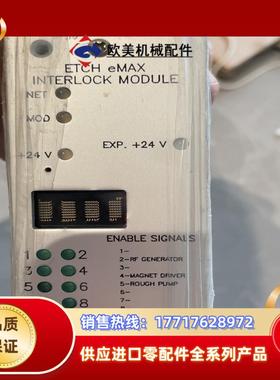 欧美机械配件
ETCH eMAX
INTERLOCK MODULE
NET
MOD
+24 V
EXP. +24 V
ENABLE SIGNALS
1 2
3 4
5 6
8
1-
2-RF GENERATOR
3-
4-MAGNET DRIVER
5-ROUGH PUMP
6-
7-
品质
保证
销售热线：17717628972
供应进口零配件全系列产品